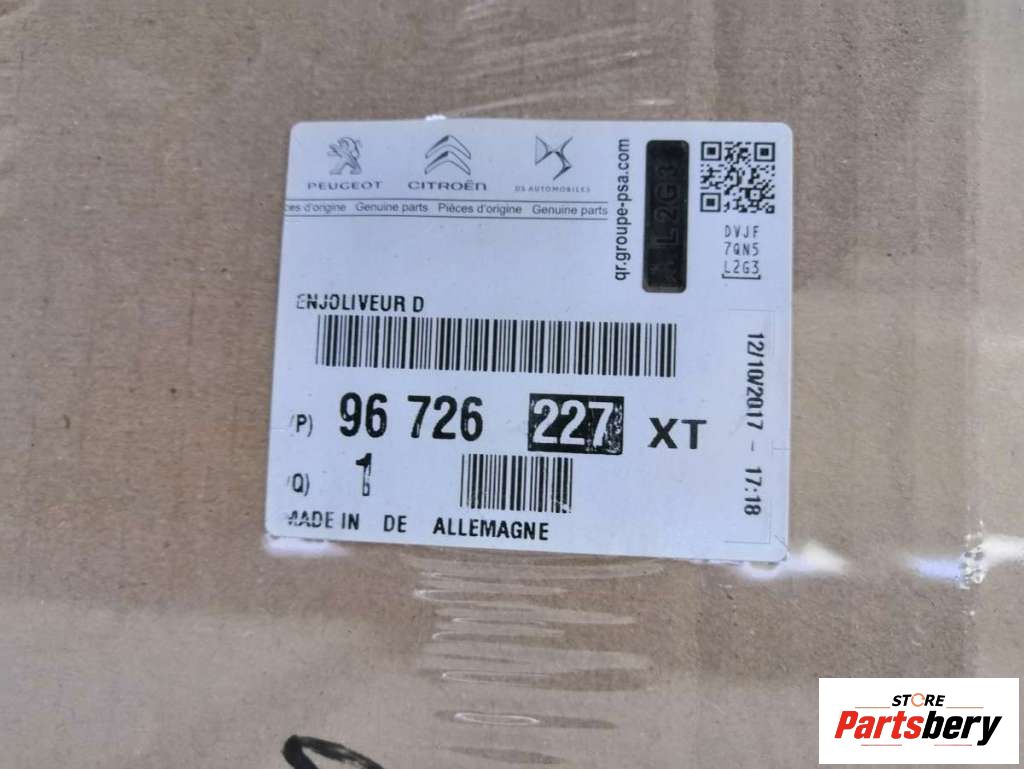 PEUGEOT CITROËN DS AUTOMOBILES
ces d'origine Genuine parts Pièces d'origine Genuine parts
qr.groupe-psa.com
A L2G3
DVJF
7QN5
L2G3
ENJOLIVEUR D
(P) 96 726 227 XT
(Q) 1
MADE IN DE ALLEMAGNE
12/10/2017 - 17:18
STORE
Partsbery